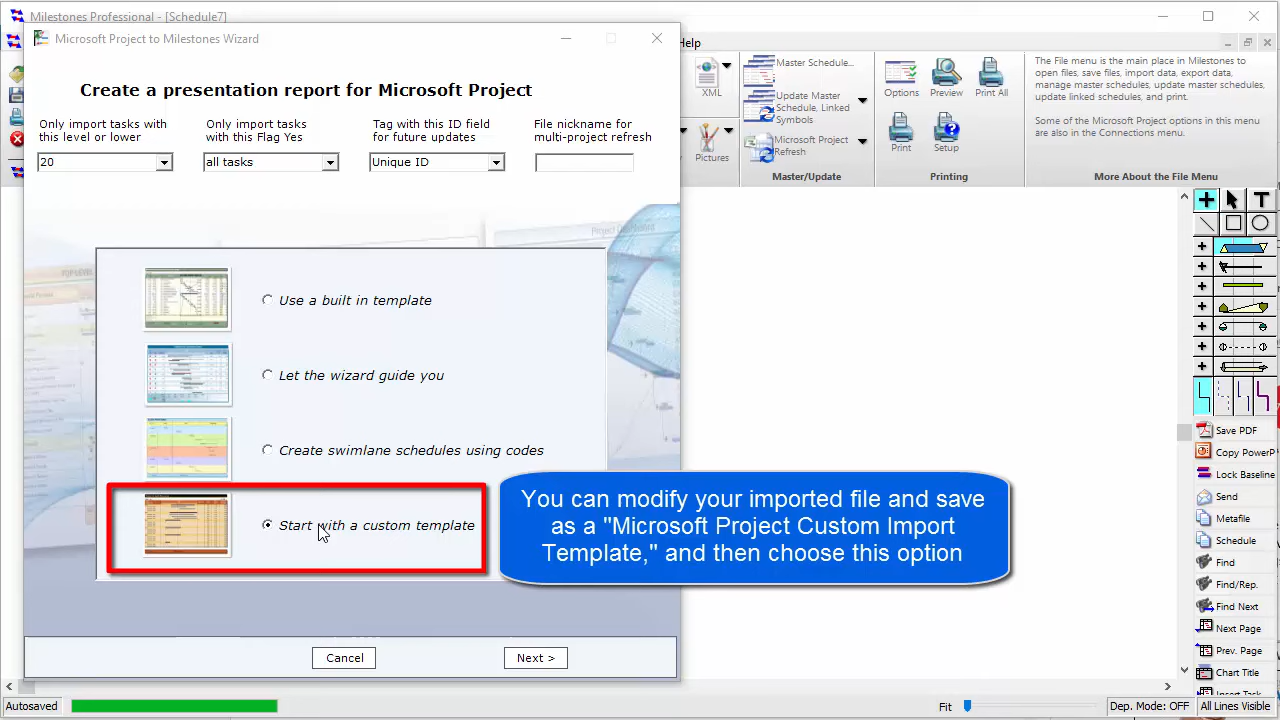 Milestones Professional - [Schedule7]
Microsoft Project to Milestones Wizard
Help
Create a presentation report for Microsoft Project
Only import tasks with
this level or lower
Only import tasks
with this Flag Yes
Tag with this ID field
for future updates
File nickname for
multi-project refresh
20
all tasks
Unique ID
Use a built in template
Let the wizard guide you
Create swimlane schedules using codes
Start with a custom template
You can modify your imported file and save
as a "Microsoft Project Custom Import
Template," and then choose this option
Cancel
Next >
XML
Pictures
Master Schedule...
Update Master
Schedule, Linked
Symbols
Microsoft Project
Refresh
Master/Update
Options
Preview
Print All
Print
Setup
Printing
The File menu is the main place in Milestones to
open files, save files, import data, export data,
manage master schedules, update master schedules,
update linked schedules, and print.
Some of the Microsoft Project options in this menu
are also in the Connections menu.
More About the File Menu
Save PDF
Copy PowerP
Lock Baseline
Send
Metafile
Schedule
Find
Find/Rep.
Find Next
Next Page
Prev. Page
Chart Title
Autosaved
Fit
Dep. Mode: OFF
All Lines Visible